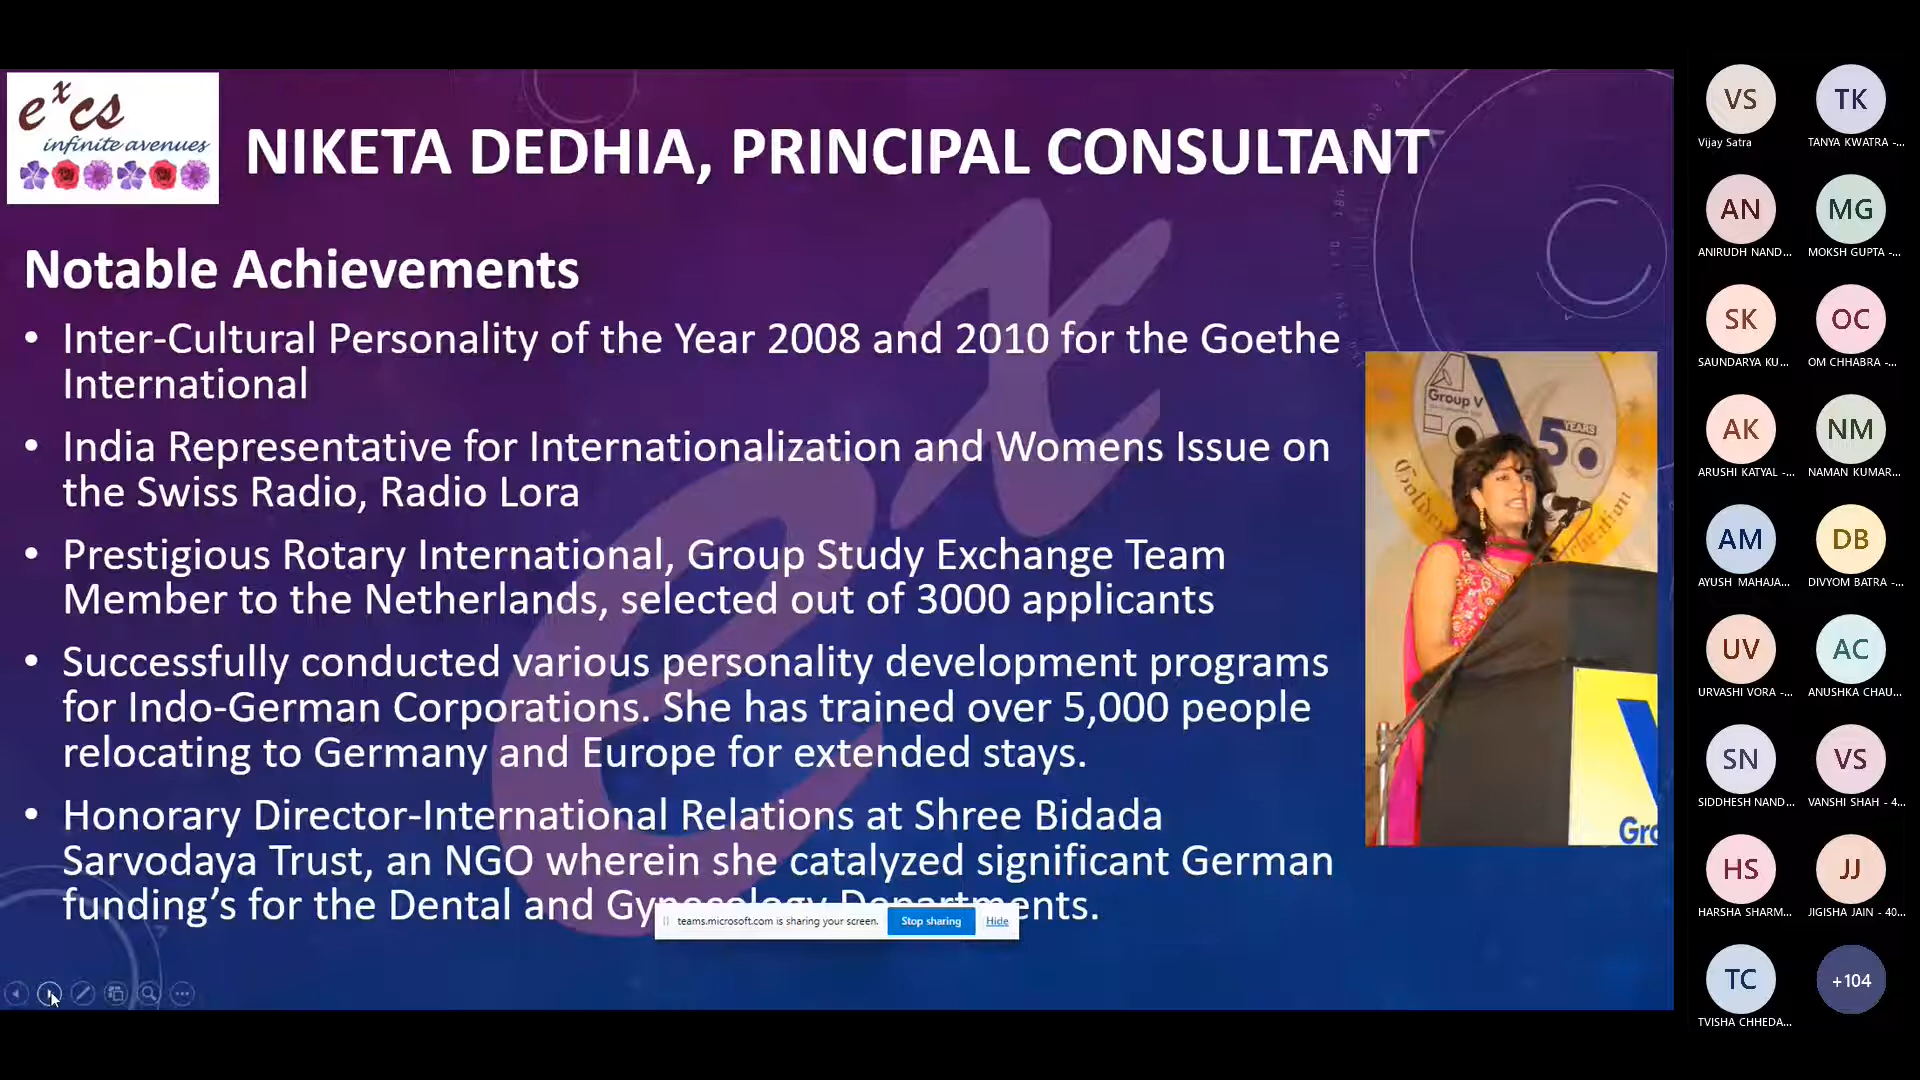 excs
infinite avenues
NIKETA DEDHIA, PRINCIPAL CONSULTANT
Notable Achievements
• Inter-Cultural Personality of the Year 2008 and 2010 for the Goethe
International
• India Representative for Internationalization and Womens Issue on
the Swiss Radio, Radio Lora
• Prestigious Rotary International, Group Study Exchange Team
Member to the Netherlands, selected out of 3000 applicants
• Successfully conducted various personality development programs
for Indo-German Corporations. She has trained over 5,000 people
relocating to Germany and Europe for extended stays.
• Honorary Director-International Relations at Shree Bidada
Sarvodaya Trust, an NGO wherein she catalyzed significant German
funding's for the Dental and Gynecology Departments.
teams.microsoft.com is sharing your screen. Stop sharing Hide
ex
Group V
50
YEARS
Golden
Gro
VS TK
Vijay Satra TANYA KWATRA -...
AN MG
ANIRUDH NAND... MOKSH GUPTA -...
SK OC
SAUNDARYA KU... OM CHHABRA -...
AK NM
ARUSHI KATYAL -... NAMAN KUMAR...
AM DB
AYUSH MAHAJA... DIVYOM BATRA -...
UV AC
URVASHI VORA -... ANUSHKA CHAU...
SN VS
SIDDHESH NAND... VANSHI SHAH - 4...
HS JJ
HARSHA SHARM... JIGISHA JAIN - 40...
TC +104
TVISHA CHHEDA...